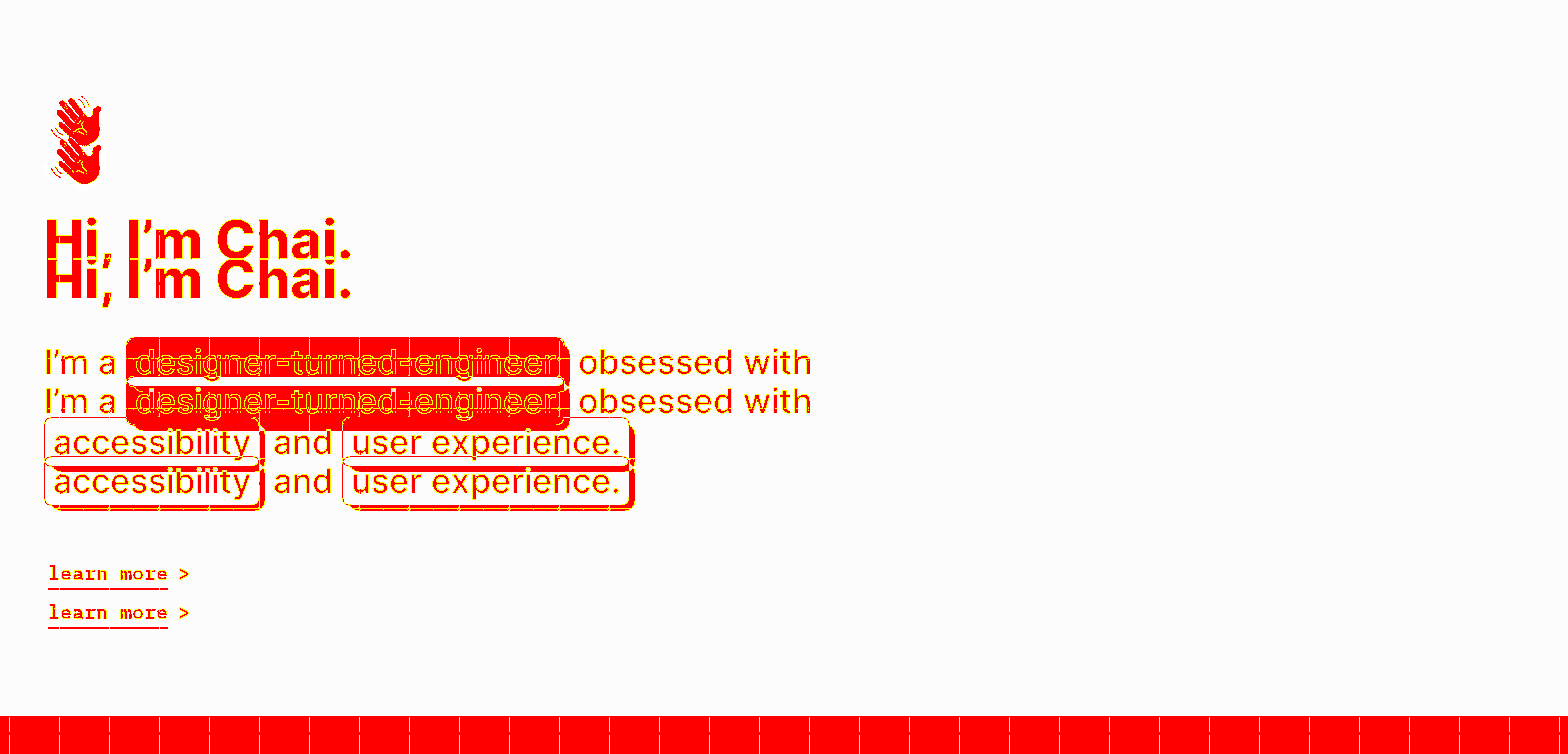 Hi, I’m Chai.
Hi, I’m Chai.
I’m a designer-turned-engineer obsessed with
I’m a designer-turned-engineer obsessed with
accessibility and user experience.
accessibility and user experience.
learn more >
learn more >